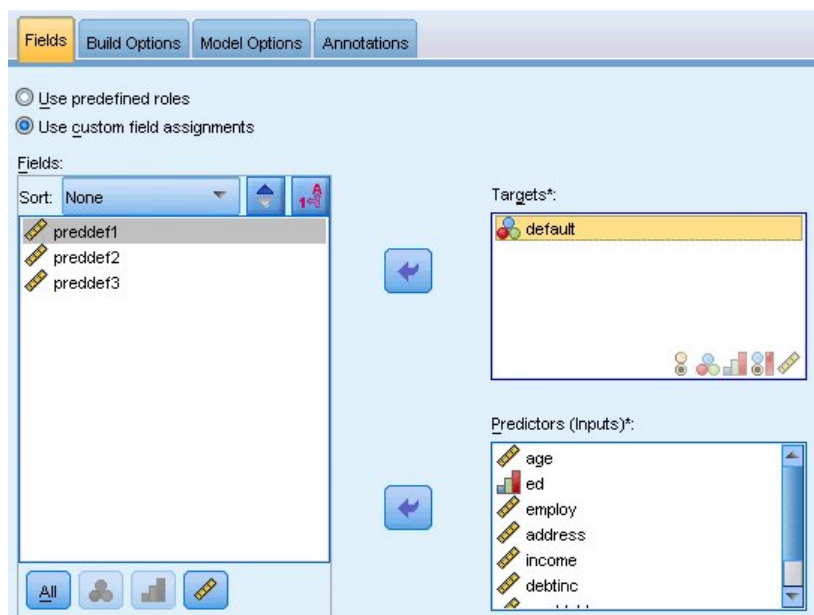 Fields Build Options Model Options Annotations
Use predefined roles
Use custom field assignments
Fields:
Sort: None
A
1
preddef1
preddef2
preddef3
All
Targets*:
default
Predictors (Inputs)*:
age
ed
employ
address
income
debtinc